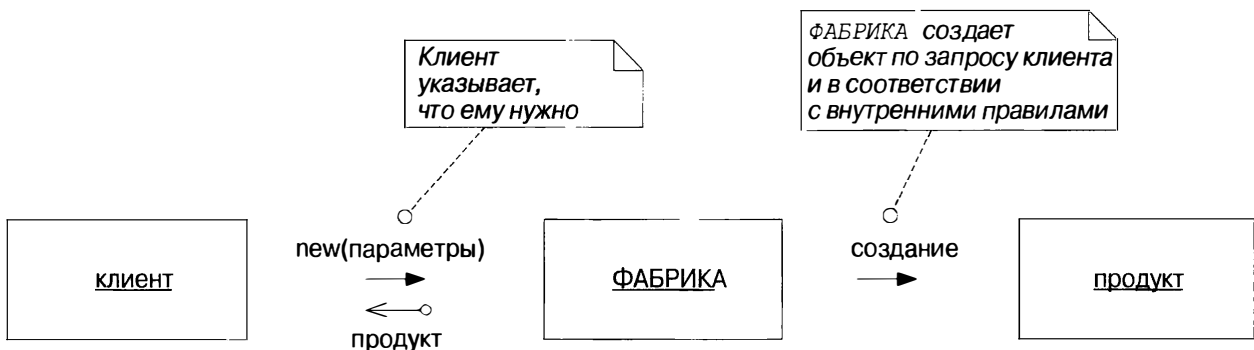 Клиент
указывает,
что ему нужно
ФАБРИКА создает
объект по запросу клиента
и в соответствии
с внутренними правилами
клиент
new(параметры)
продукт
ФАБРИКА
создание
продукт